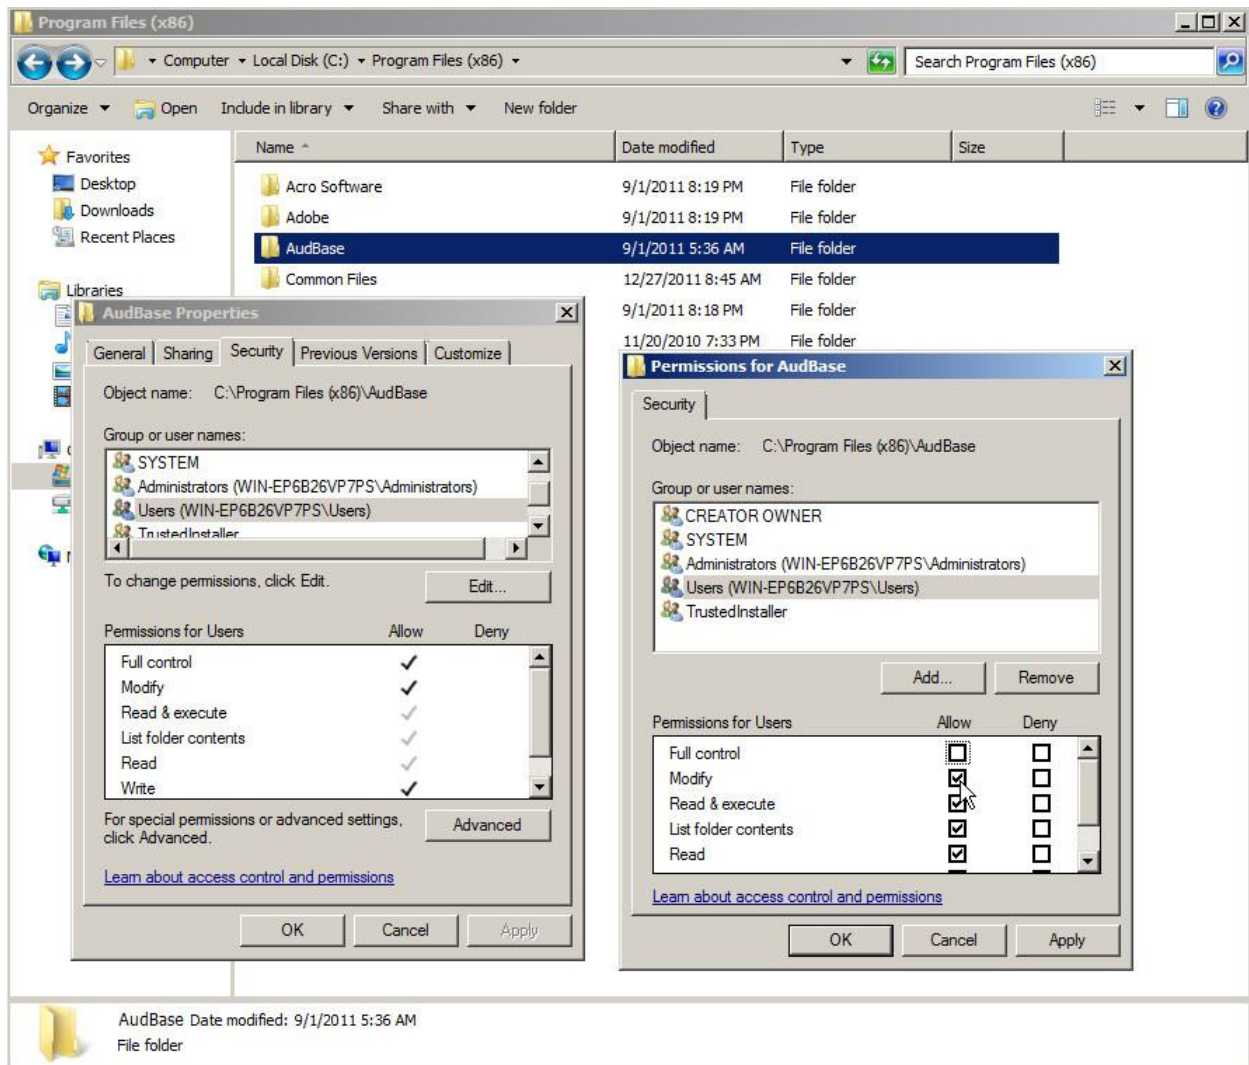 Program Files (x86)
Computer Local Disk (C:) Program Files (x86)
Search Program Files (x86)
Organize Open Include in library Share with New folder
Name Date modified Type Size
Favorites
Desktop
Downloads
Recent Places
Libraries
Acro Software 9/1/2011 8:19 PM File folder
Adobe 9/1/2011 8:19 PM File folder
AudBase 9/1/2011 5:36 AM File folder
Common Files 12/27/2011 8:45 AM File folder
9/1/2011 8:18 PM File folder
11/20/2010 7:33 PM File folder
AudBase Properties
General Sharing Security Previous Versions Customize
Object name: C:\Program Files (x86)\AudBase
Group or user names:
SYSTEM
Administrators (WIN-EP6B26VP7PS\Administrators)
Users (WIN-EP6B26VP7PS\Users)
TrustedInstaller
To change permissions, click Edit.
Edit...
Permissions for Users Allow Deny
Full control
Modify
Read & execute
List folder contents
Read
Write
For special permissions or advanced settings,
click Advanced.
Advanced
Learn about access control and permissions
OK Cancel Apply
Permissions for AudBase
Security
Object name: C:\Program Files (x86)\AudBase
Group or user names:
CREATOR OWNER
SYSTEM
Administrators (WIN-EP6B26VP7PS\Administrators)
Users (WIN-EP6B26VP7PS\Users)
TrustedInstaller
Add... Remove
Permissions for Users Allow Deny
Full control
Modify
Read & execute
List folder contents
Read
Learn about access control and permissions
OK Cancel Apply
AudBase Date modified: 9/1/2011 5:36 AM
File folder